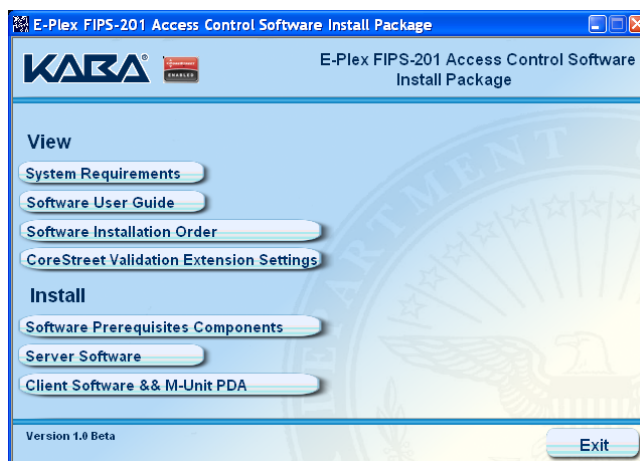 E-Plex FIPS-201 Access Control Software Install Package
KABA®
ENABLED
E-Plex FIPS-201 Access Control Software
Install Package
View
System Requirements
Software User Guide
Software Installation Order
CoreStreet Validation Extension Settings
Install
Software Prerequisites Components
Server Software
Client Software && M-Unit PDA
Version 1.0 Beta
Exit
DEPARTMENT